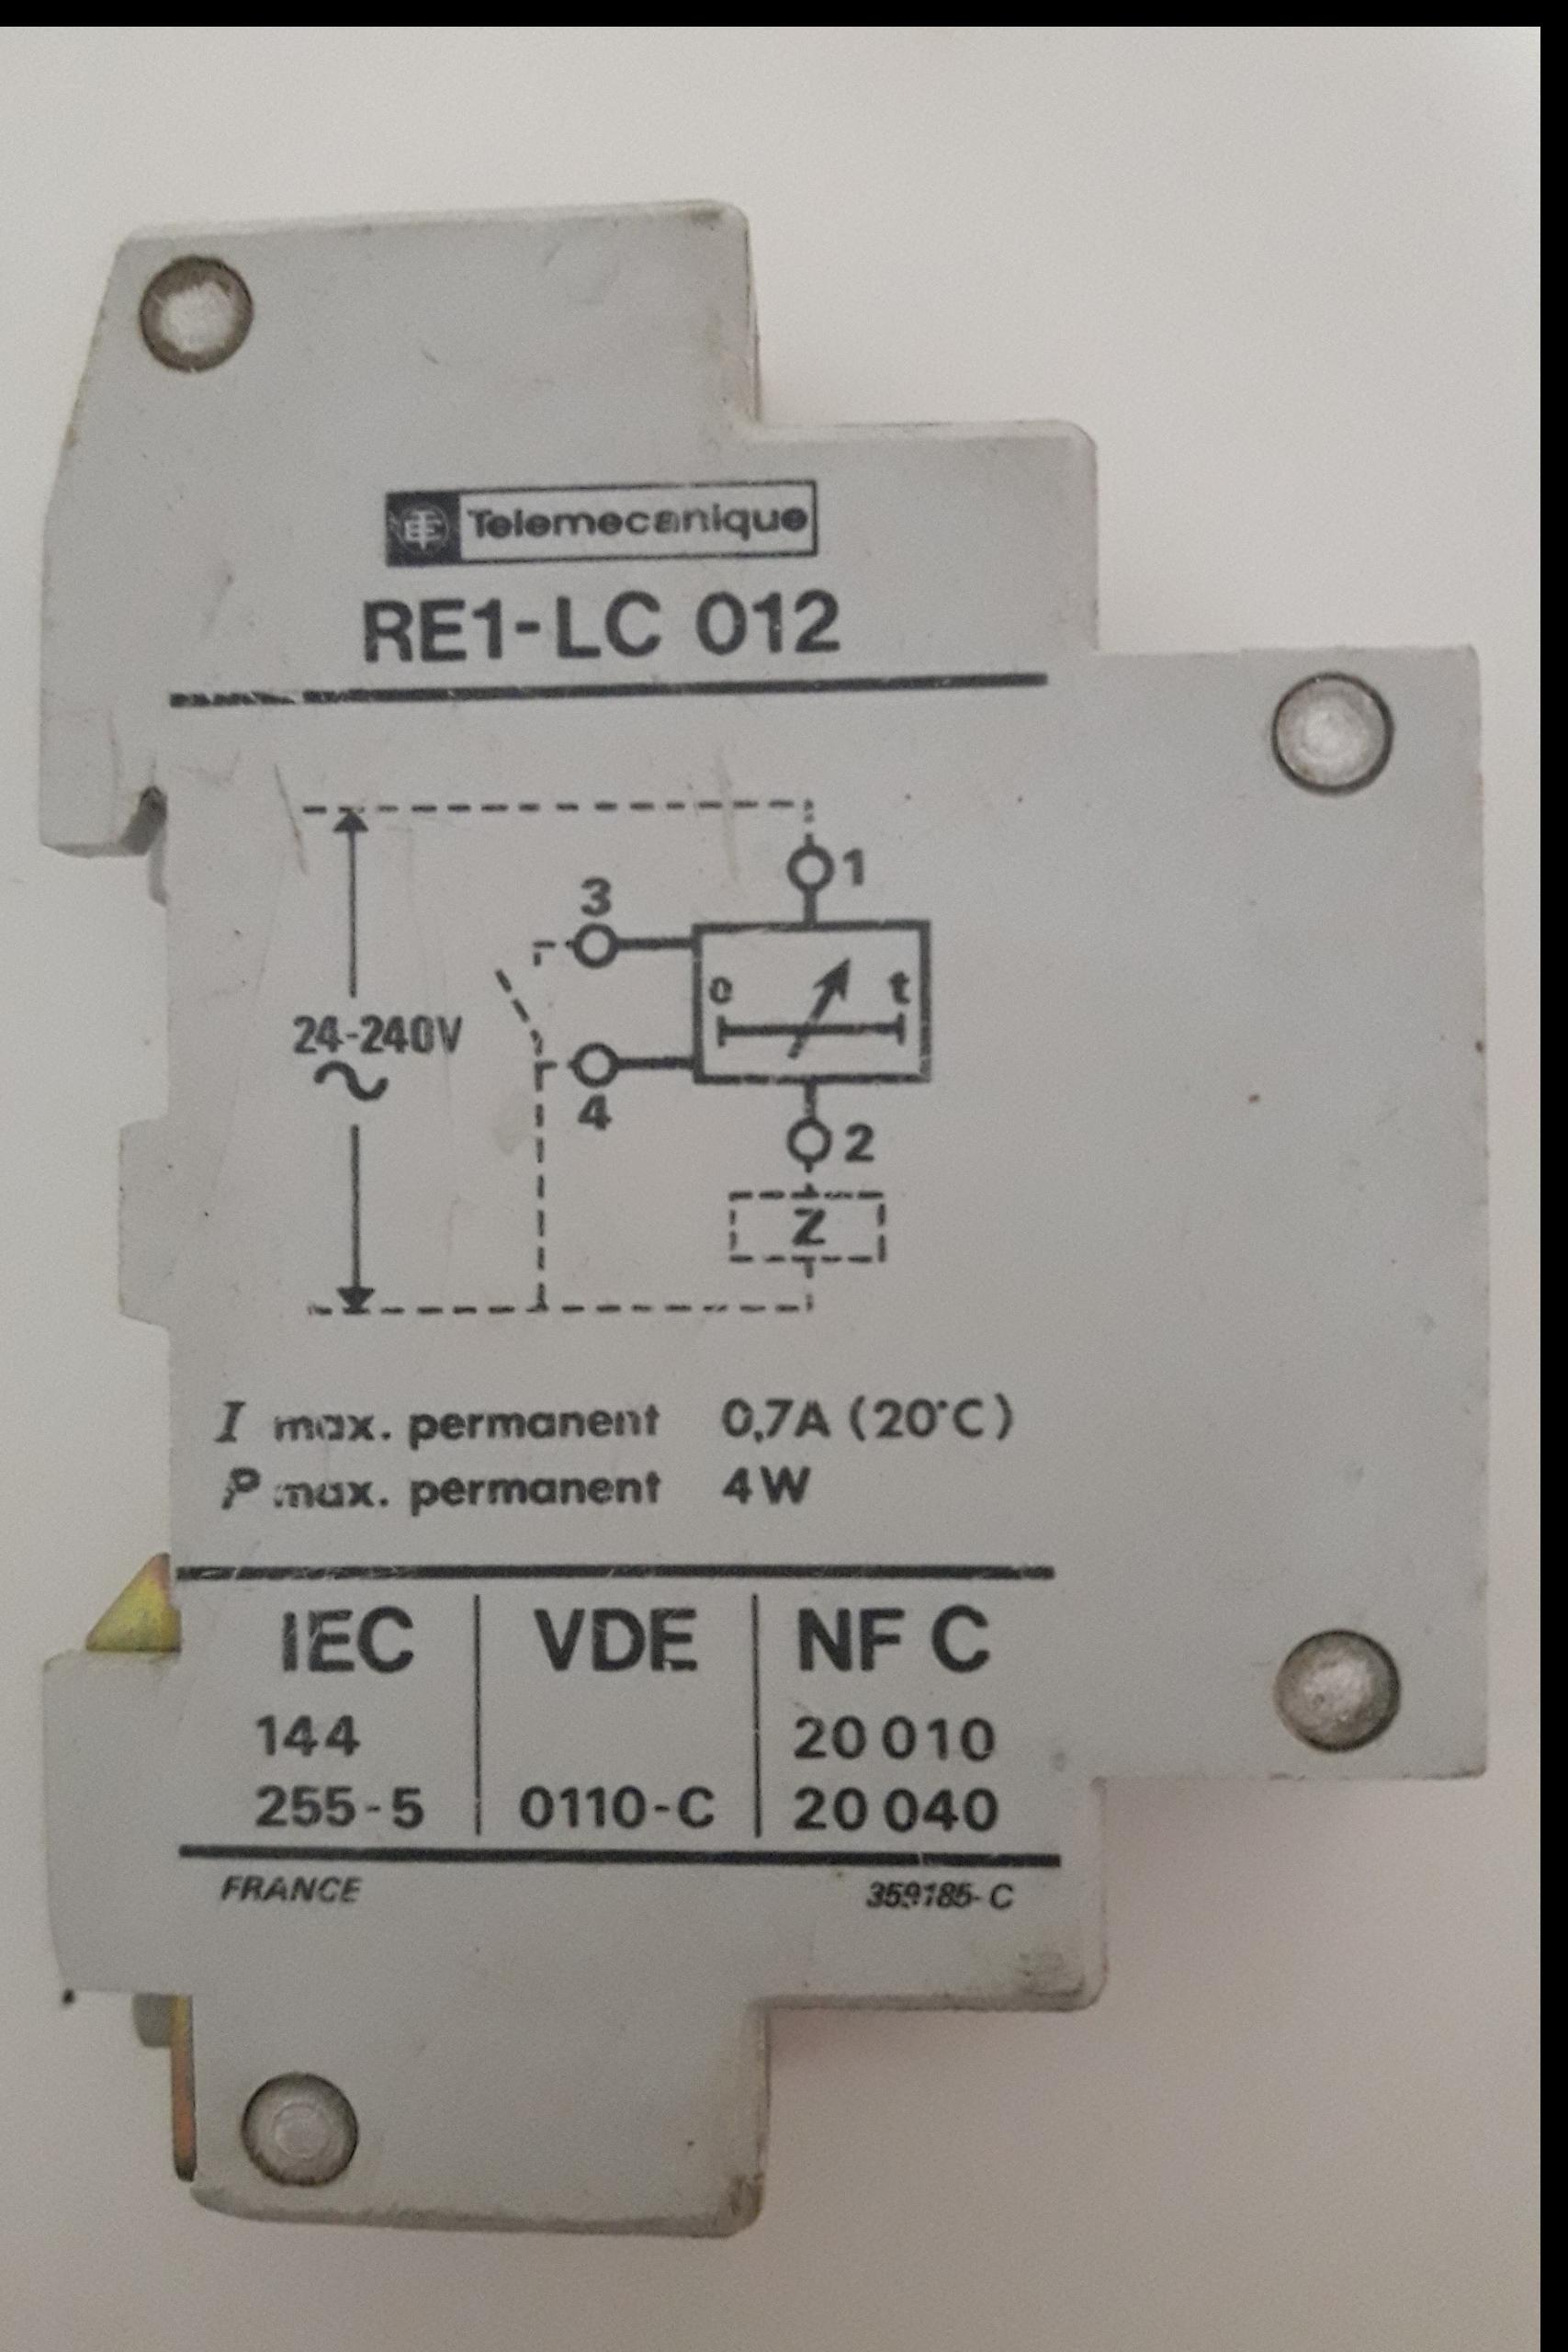 Telemecanique
RE1-LC 012
1
3
0 t
24-240V
~
4
2
Z
I max. permanent 0,7A (20°C)
P max. permanent 4W
IEC VDE NF C
144 20 010
255-5 0110-C 20 040
FRANCE 359185-C